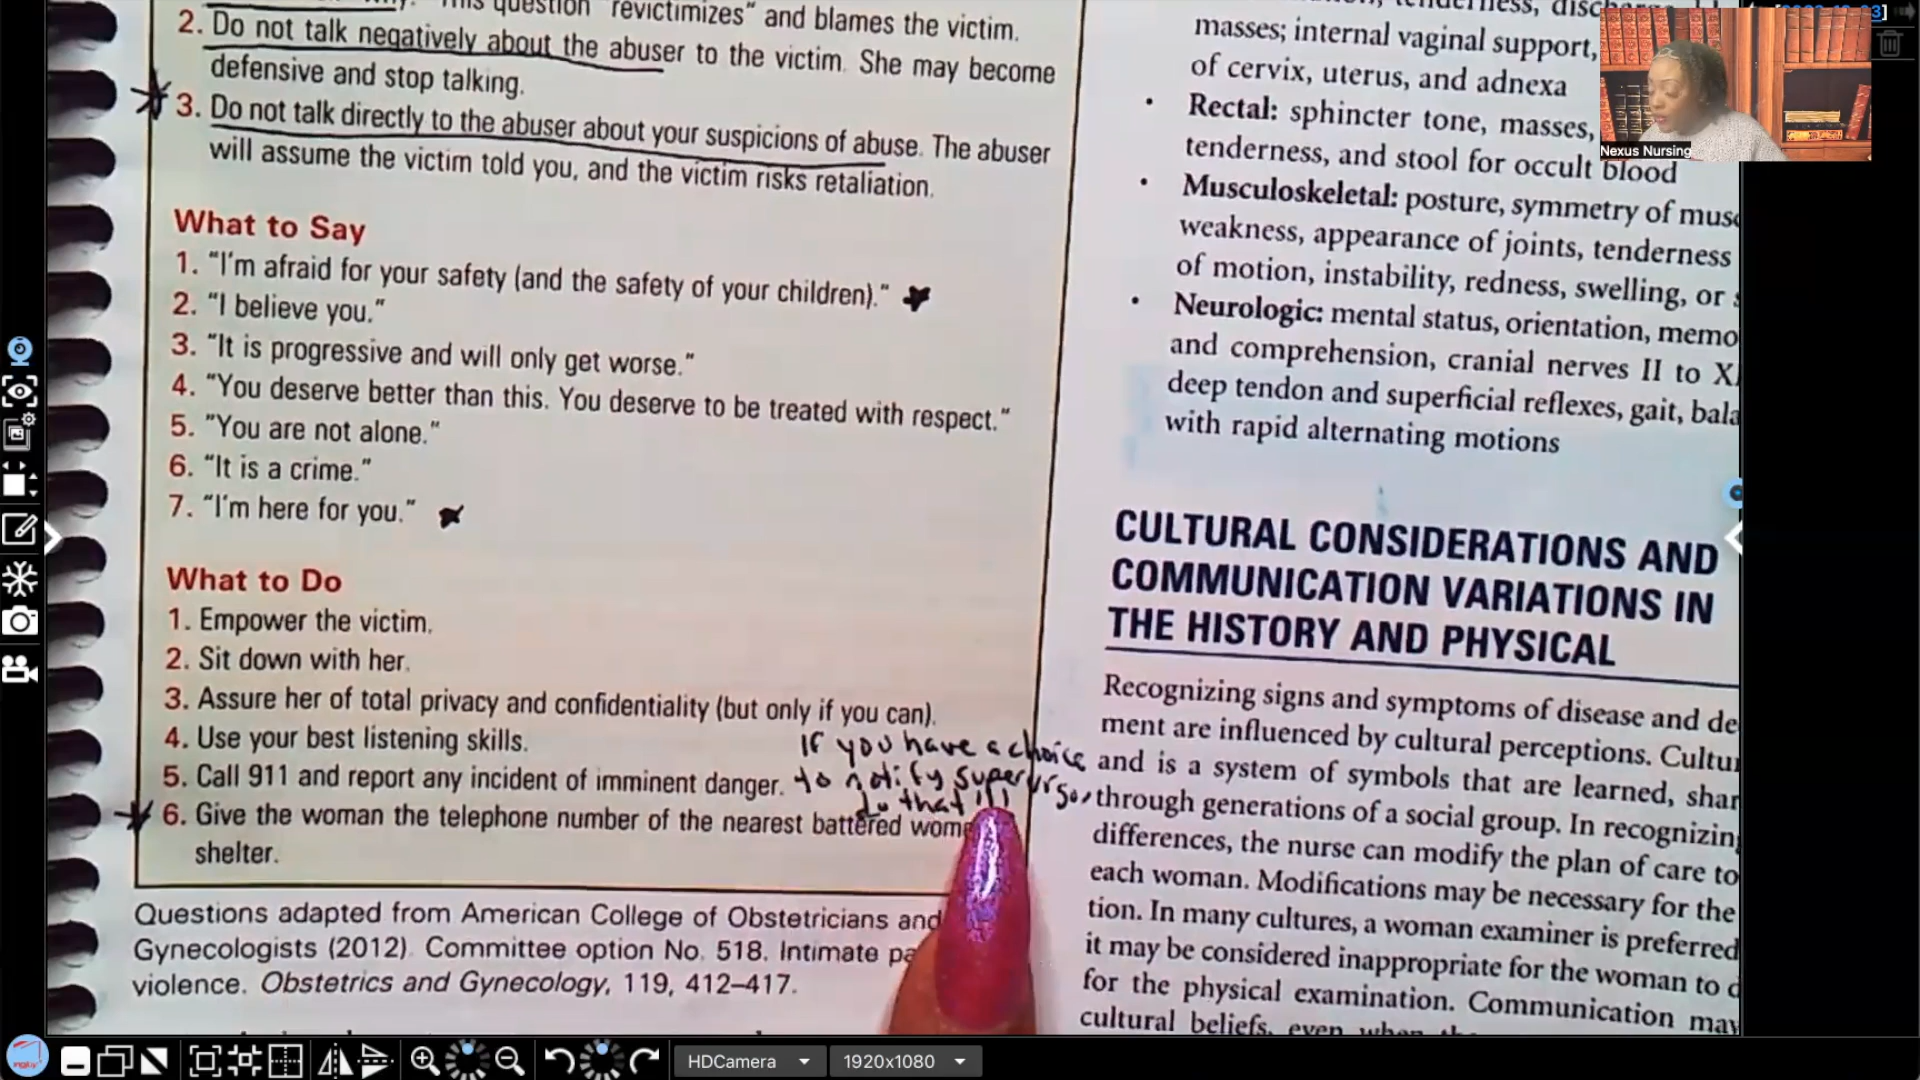 This question "revictimizes" and blames the victim.
2. Do not talk negatively about the abuser to the victim. She may become
defensive and stop talking.
3. Do not talk directly to the abuser about your suspicions of abuse. The abuser
will assume the victim told you, and the victim risks retaliation.
What to Say
1. "I'm afraid for your safety (and the safety of your children)."
2. "I believe you."
3. "It is progressive and will only get worse."
4. "You deserve better than this. You deserve to be treated with respect."
5. "You are not alone."
6. "It is a crime."
7. "I'm here for you."
What to Do
1. Empower the victim.
2. Sit down with her.
3. Assure her of total privacy and confidentiality (but only if you can).
4. Use your best listening skills.
5. Call 911 and report any incident of imminent danger.
If you have a choice
to notify supervisor,
do that!!!
6. Give the woman the telephone number of the nearest battered
shelter.
Questions adapted from American College of Obstetricians and
Gynecologists (2012). Committee option No. 518. Intimate
violence. Obstetrics and Gynecology, 119, 412–417.
tenderness,
masses; internal vaginal support,
of cervix, uterus, and adnexa
• Rectal: sphincter tone, masses,
tenderness, and stool for occult blood
• Musculoskeletal: posture, symmetry of
weakness, appearance of joints, tenderness
of motion, instability, redness, swelling, or
• Neurologic: mental status, orientation,
and comprehension, cranial nerves II to
deep tendon and superficial reflexes, gait,
with rapid alternating motions
CULTURAL CONSIDERATIONS AND
COMMUNICATION VARIATIONS IN
THE HISTORY AND PHYSICAL
Recognizing signs and symptoms of disease and
ment are influenced by cultural perceptions.
and is a system of symbols that are learned,
through generations of a social group. In
differences, the nurse can modify the plan of care to
each woman. Modifications may be necessary for the
tion. In many cultures, a woman examiner is preferred
it may be considered inappropriate for the woman to
for the physical examination. Communication may
cultural beliefs, even when
Nexus Nursing
HDCamera
1920x1080